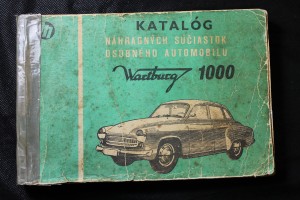 KATALÓG
NÁHRADNÝCH SÚČIASTOK
OSOBNÉHO AUTOMOBILU
Wartburg 1000